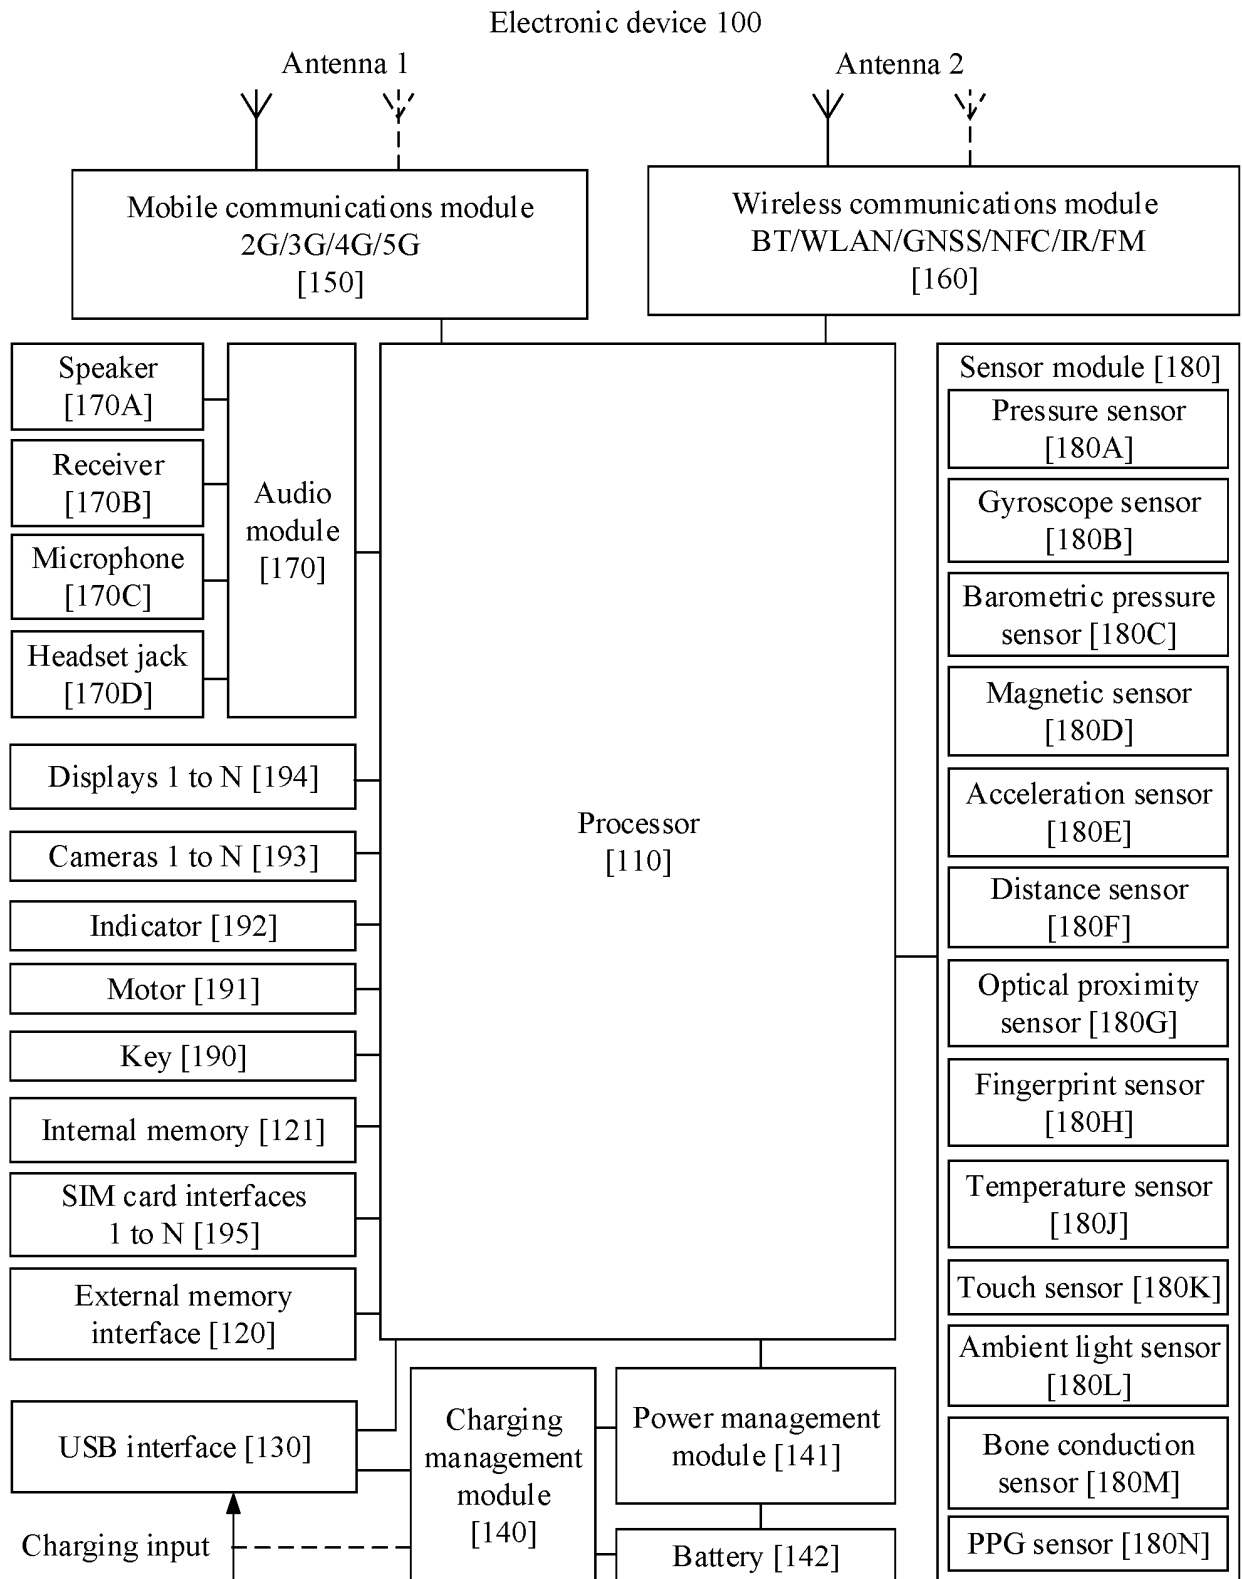 Electronic device 100
Antenna 1
Antenna 2
Mobile communications module
2G/3G/4G/5G
[150]
Wireless communications module
BT/WLAN/GNSS/NFC/IR/FM
[160]
Speaker
[170A]
Receiver
[170B]
Microphone
[170C]
Headset jack
[170D]
Audio
module
[170]
Displays 1 to N [194]
Cameras 1 to N [193]
Indicator [192]
Motor [191]
Key [190]
Internal memory [121]
SIM card interfaces
1 to N [195]
External memory
interface [120]
USB interface [130]
Charging input
Processor
[110]
Charging
management
module
[140]
Power management
module [141]
Battery [142]
Sensor module [180]
Pressure sensor
[180A]
Gyroscope sensor
[180B]
Barometric pressure
sensor [180C]
Magnetic sensor
[180D]
Acceleration sensor
[180E]
Distance sensor
[180F]
Optical proximity
sensor [180G]
Fingerprint sensor
[180H]
Temperature sensor
[180J]
Touch sensor [180K]
Ambient light sensor
[180L]
Bone conduction
sensor [180M]
PPG sensor [180N]